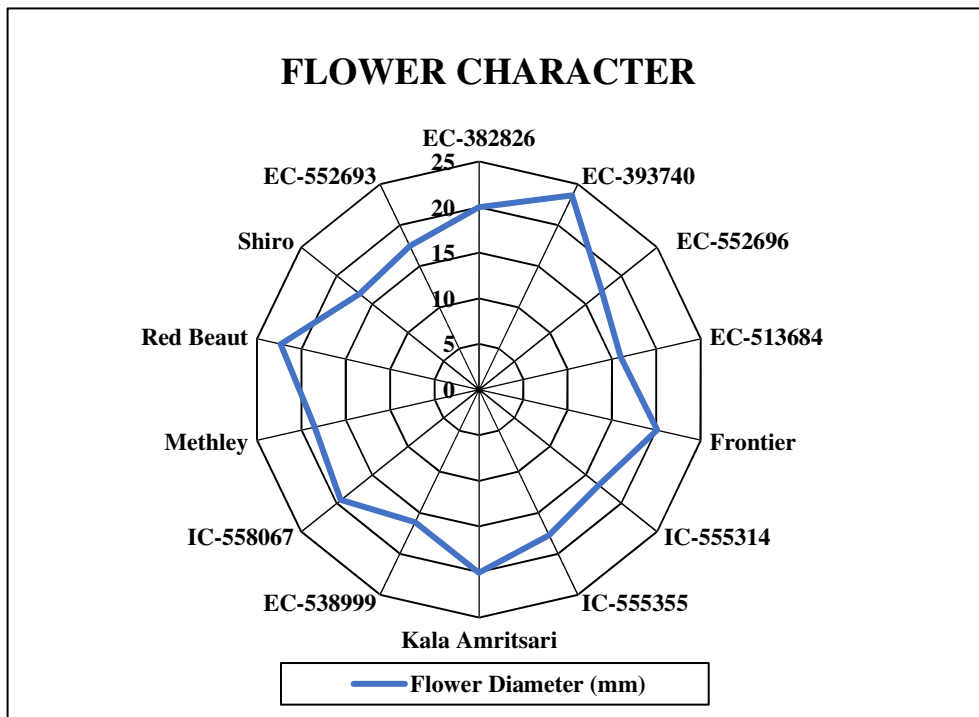 FLOWER CHARACTER
EC-382826
EC-393740
EC-552696
EC-513684
Frontier
IC-555314
IC-555355
Kala Amritsari
EC-538999
IC-558067
Methley
Red Beaut
Shiro
EC-552693
25
20
15
10
5
0
Flower Diameter (mm)